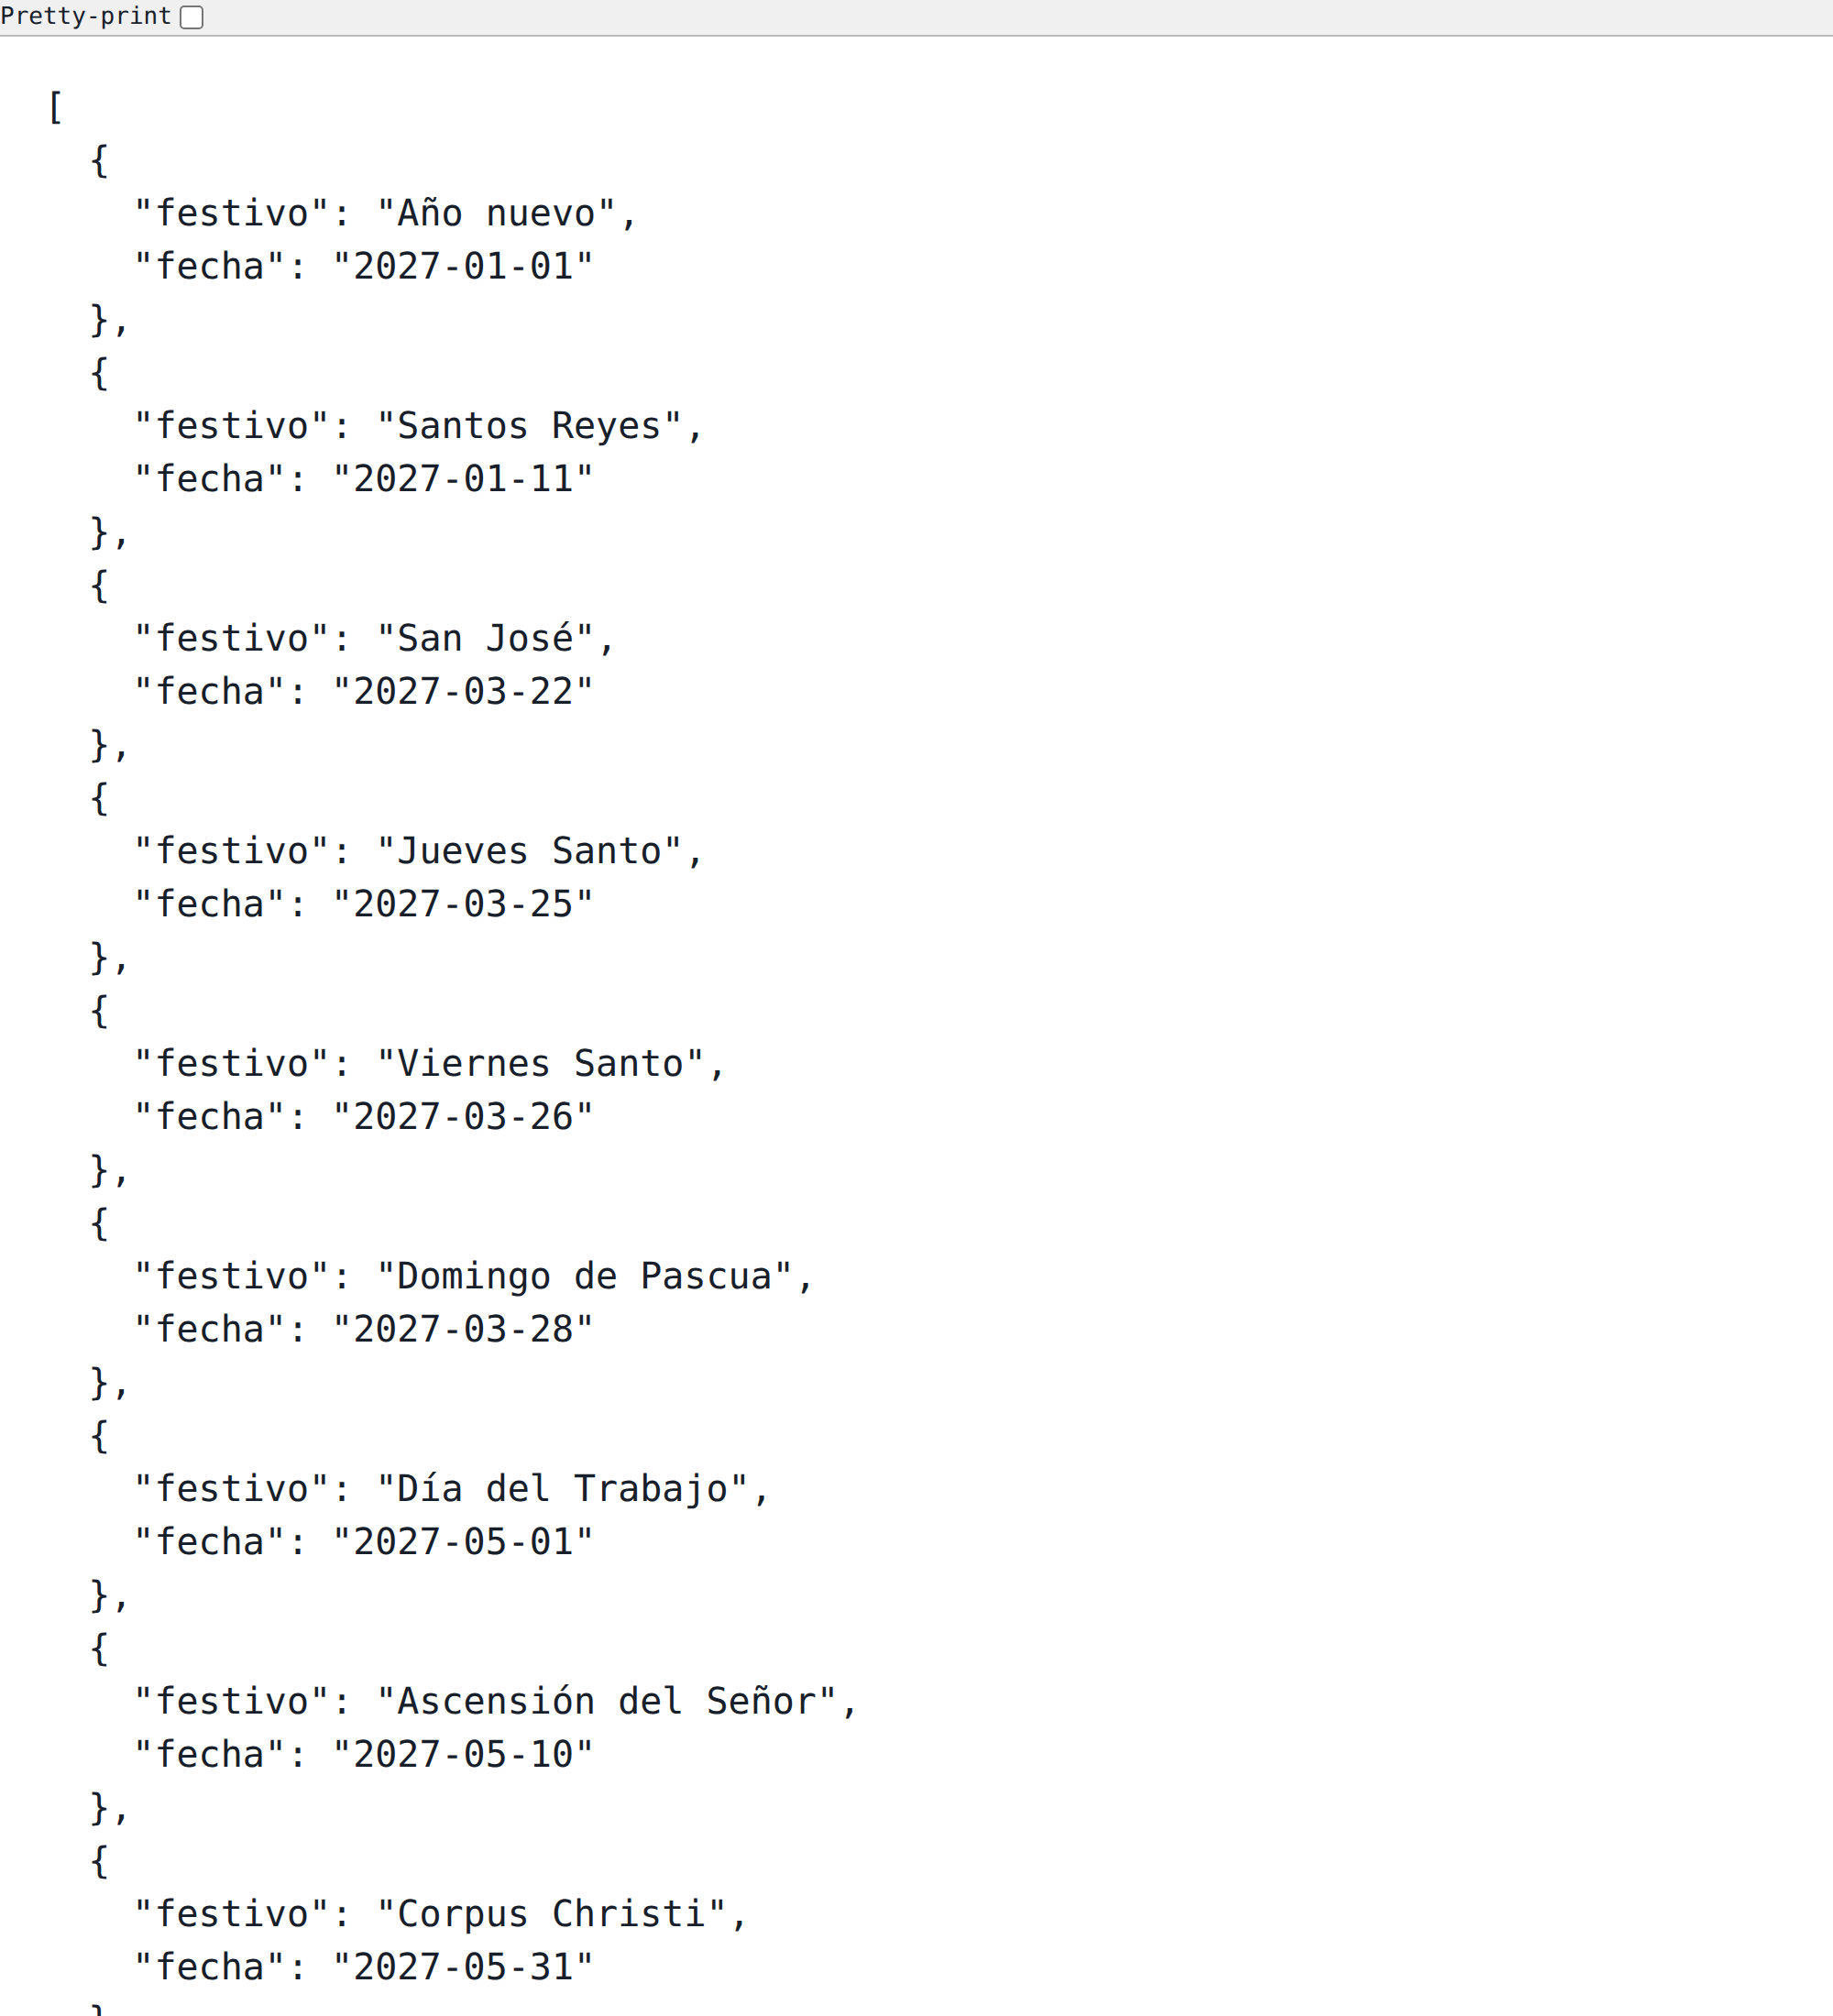 Pretty-print
[
  {
    "festivo": "Año nuevo",
    "fecha": "2027-01-01"
  },
  {
    "festivo": "Santos Reyes",
    "fecha": "2027-01-11"
  },
  {
    "festivo": "San José",
    "fecha": "2027-03-22"
  },
  {
    "festivo": "Jueves Santo",
    "fecha": "2027-03-25"
  },
  {
    "festivo": "Viernes Santo",
    "fecha": "2027-03-26"
  },
  {
    "festivo": "Domingo de Pascua",
    "fecha": "2027-03-28"
  },
  {
    "festivo": "Día del Trabajo",
    "fecha": "2027-05-01"
  },
  {
    "festivo": "Ascensión del Señor",
    "fecha": "2027-05-10"
  },
  {
    "festivo": "Corpus Christi",
    "fecha": "2027-05-31"
  }